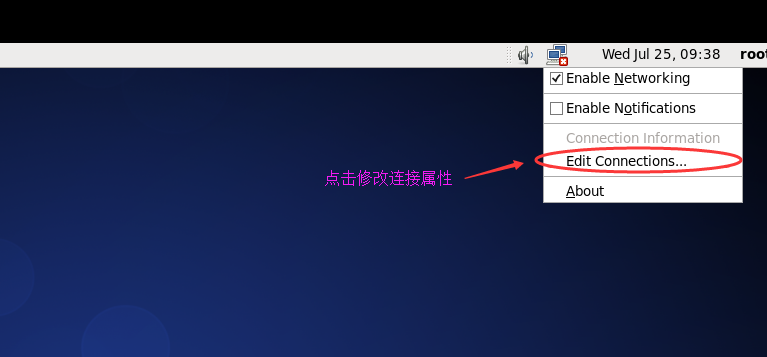 Wed Jul 25, 09:38 root
Enable Networking
Enable Notifications
Connection Information
Edit Connections...
点击修改连接属性
About